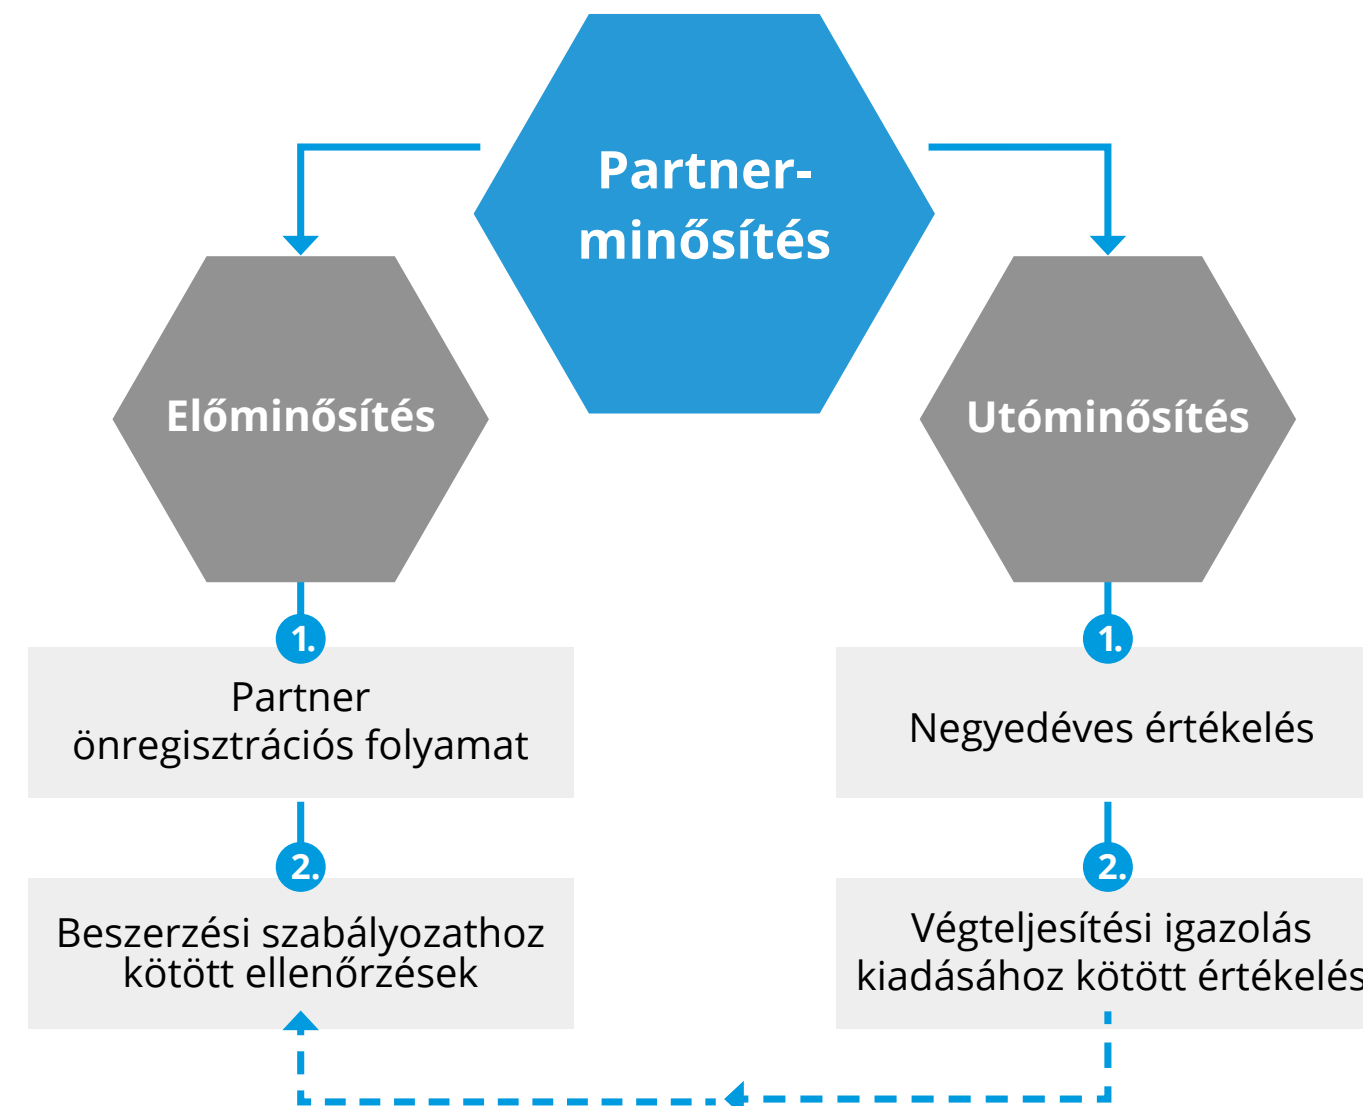 Partner-
minősítés
Előminősítés
1.
Partner
önregisztrációs folyamat
2.
Beszerzési szabályozathoz
kötött ellenőrzések
Utóminősítés
1.
Negyedéves értékelés
2.
Végteljesítési igazolás
kiadásához kötött értékelés